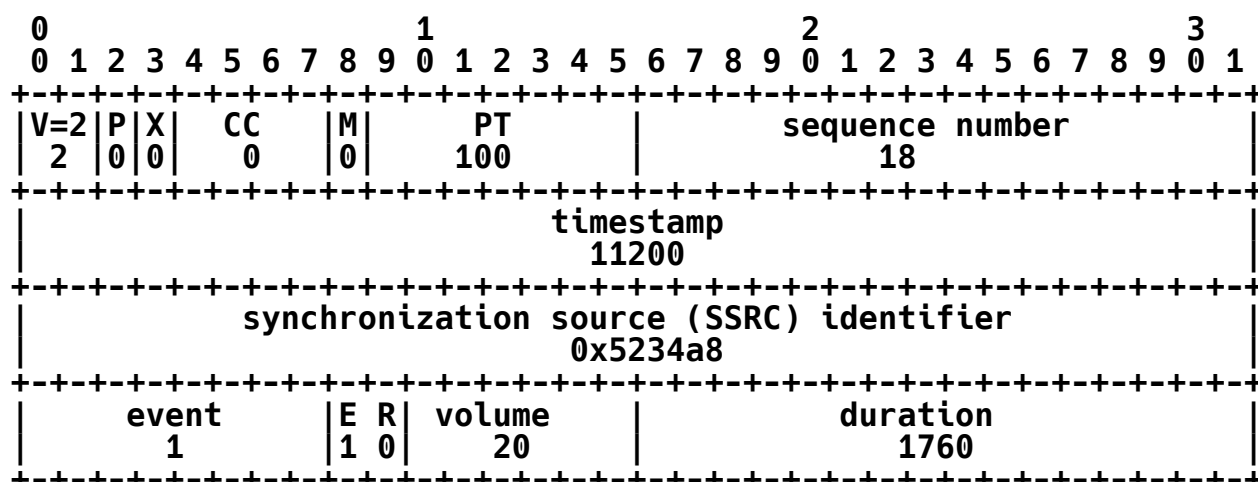 0                   1                   2                   3
 0 1 2 3 4 5 6 7 8 9 0 1 2 3 4 5 6 7 8 9 0 1 2 3 4 5 6 7 8 9 0 1
+-+-+-+-+-+-+-+-+-+-+-+-+-+-+-+-+-+-+-+-+-+-+-+-+-+-+-+-+-+-+-+-+
|V=2|P|X|  CC   |M|     PT      |       sequence number         |
| 2 |0|0|   0   |0|    100      |            18                 |
+-+-+-+-+-+-+-+-+-+-+-+-+-+-+-+-+-+-+-+-+-+-+-+-+-+-+-+-+-+-+-+-+
|                           timestamp                           |
|                             11200                             |
+-+-+-+-+-+-+-+-+-+-+-+-+-+-+-+-+-+-+-+-+-+-+-+-+-+-+-+-+-+-+-+-+
|           synchronization source (SSRC) identifier            |
|                            0x5234a8                           |
+-+-+-+-+-+-+-+-+-+-+-+-+-+-+-+-+-+-+-+-+-+-+-+-+-+-+-+-+-+-+-+-+
|     event     |E R| volume    |          duration             |
|       1       |1 0|    20     |             1760              |
+-+-+-+-+-+-+-+-+-+-+-+-+-+-+-+-+-+-+-+-+-+-+-+-+-+-+-+-+-+-+-+-+